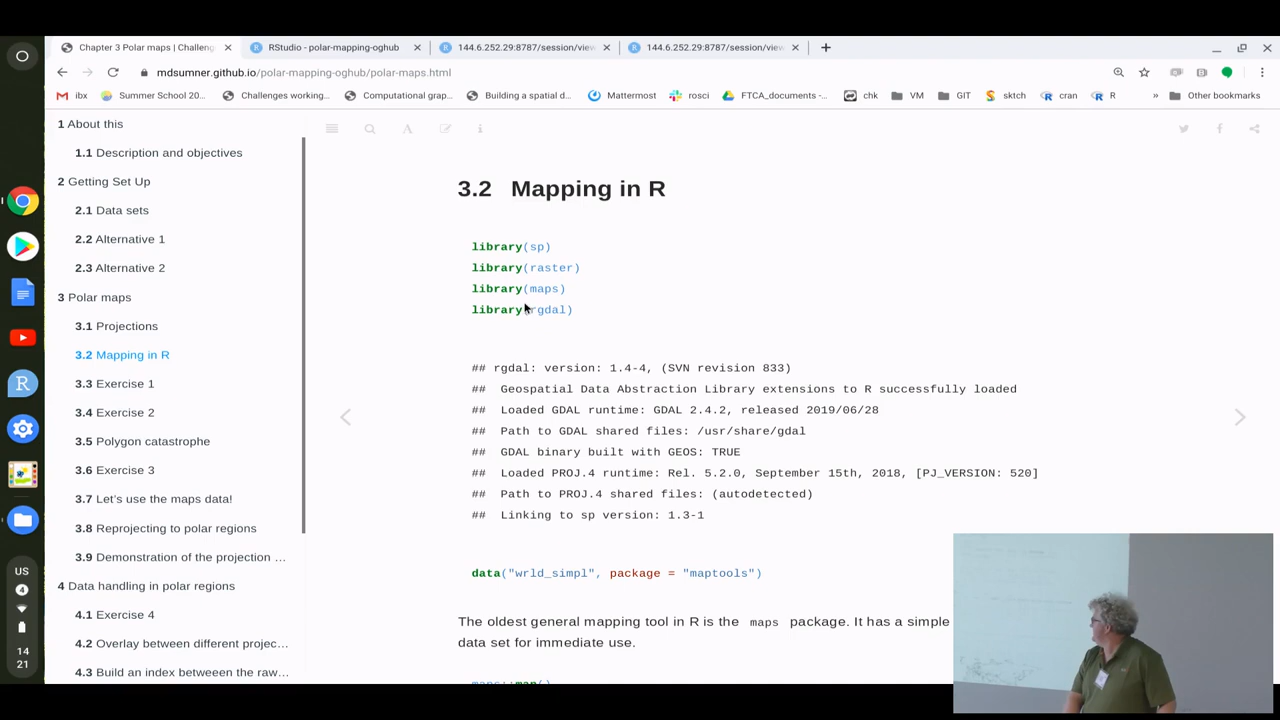 Chapter 3 Polar maps | Challeng
RStudio - polar-mapping-oghub
144.6.252.29:8787/session/view
144.6.252.29:8787/session/view
mdsumner.github.io/polar-mapping-oghub/polar-maps.html
ibx
Summer School 20...
Challenges working...
Computational grap...
Building a spatial d...
Mattermost
rosci
FTCA_documents -...
chk
VM
GIT
sktch
cran
R
»
Other bookmarks
1 About this
1.1 Description and objectives
2 Getting Set Up
2.1 Data sets
2.2 Alternative 1
2.3 Alternative 2
3 Polar maps
3.1 Projections
3.2 Mapping in R
3.3 Exercise 1
3.4 Exercise 2
3.5 Polygon catastrophe
3.6 Exercise 3
3.7 Let's use the maps data!
3.8 Reprojecting to polar regions
3.9 Demonstration of the projection ...
4 Data handling in polar regions
4.1 Exercise 4
4.2 Overlay between different projec...
4.3 Build an index betweeen the raw...
3.2 Mapping in R
library(sp)
library(raster)
library(maps)
library(rgdal)
## rgdal: version: 1.4-4, (SVN revision 833)
## Geospatial Data Abstraction Library extensions to R successfully loaded
## Loaded GDAL runtime: GDAL 2.4.2, released 2019/06/28
## Path to GDAL shared files: /usr/share/gdal
## GDAL binary built with GEOS: TRUE
## Loaded PROJ.4 runtime: Rel. 5.2.0, September 15th, 2018, [PJ_VERSION: 520]
## Path to PROJ.4 shared files: (autodetected)
## Linking to sp version: 1.3-1
data("wrld_simpl", package = "maptools")
The oldest general mapping tool in R is the maps package. It has a simple
data set for immediate use.
maps::map()
US
4
14
21